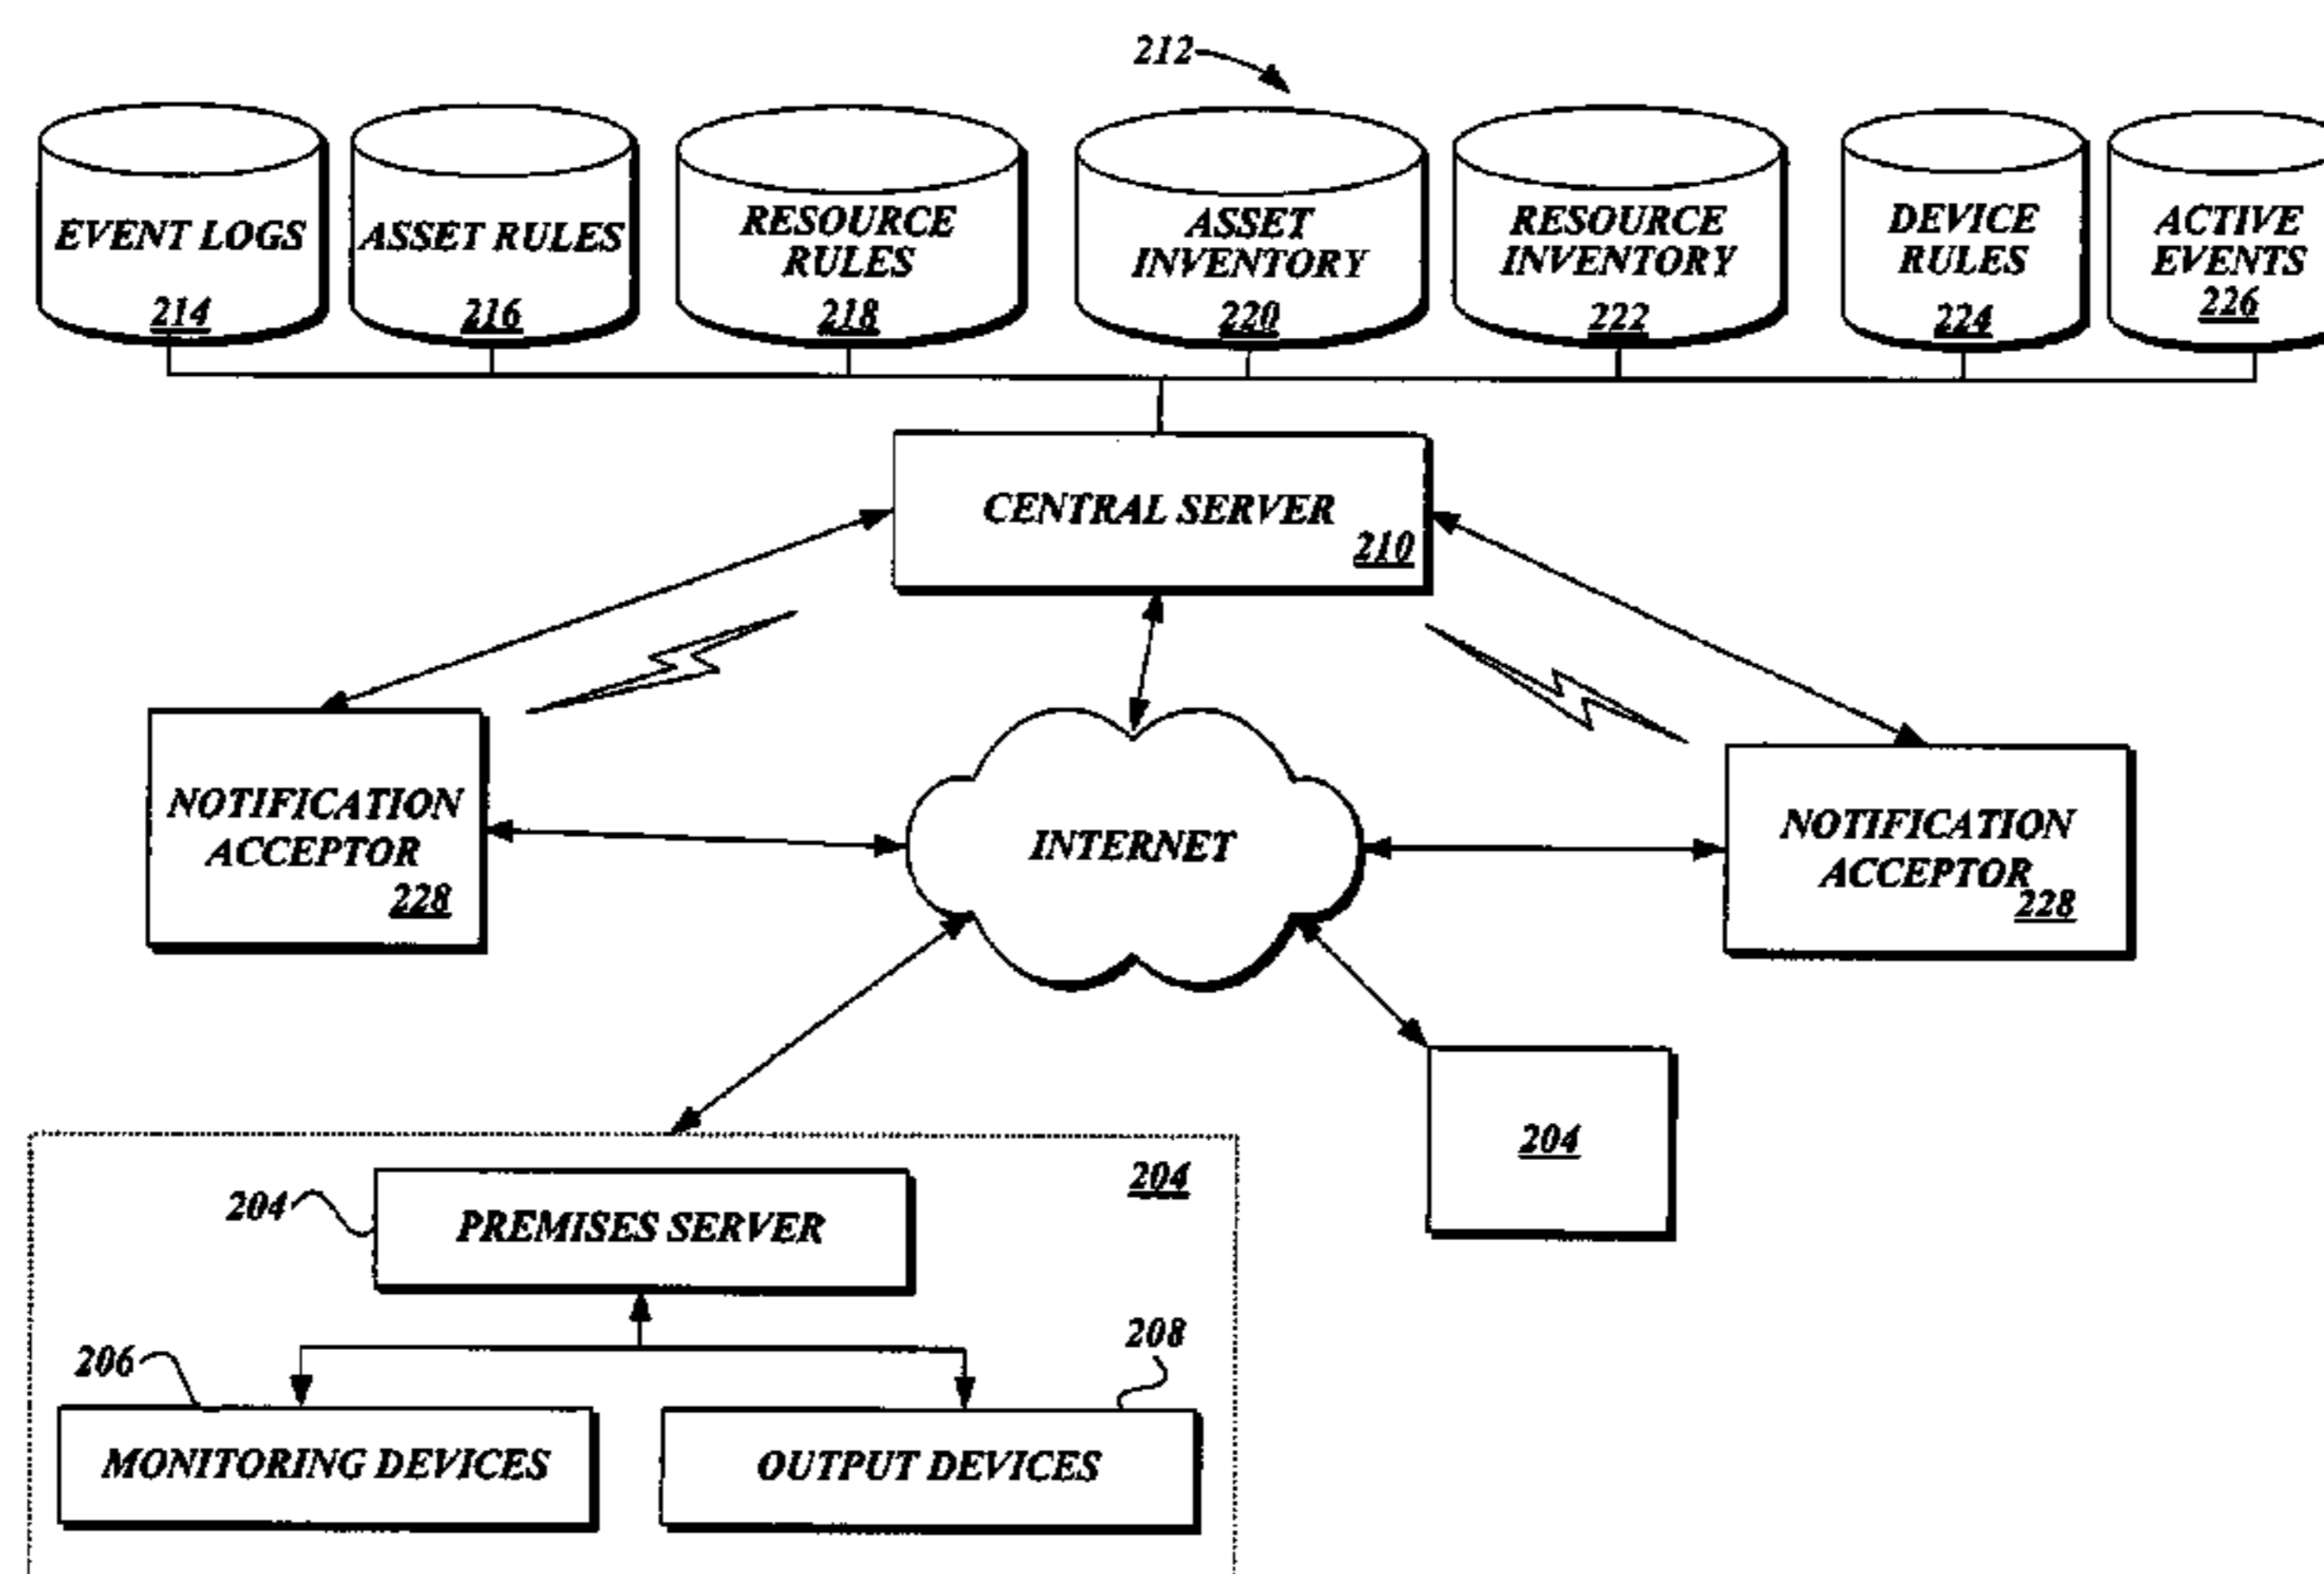 212
EVENT LOGS
214
ASSET RULES
216
RESOURCE
RULES
218
ASSET
INVENTORY
220
RESOURCE
INVENTORY
222
DEVICE
RULES
224
ACTIVE
EVENTS
226
CENTRAL SERVER
210
NOTIFICATION
ACCEPTOR
228
INTERNET
NOTIFICATION
ACCEPTOR
228
204
204
204
PREMISES SERVER
206
208
MONITORING DEVICES
OUTPUT DEVICES